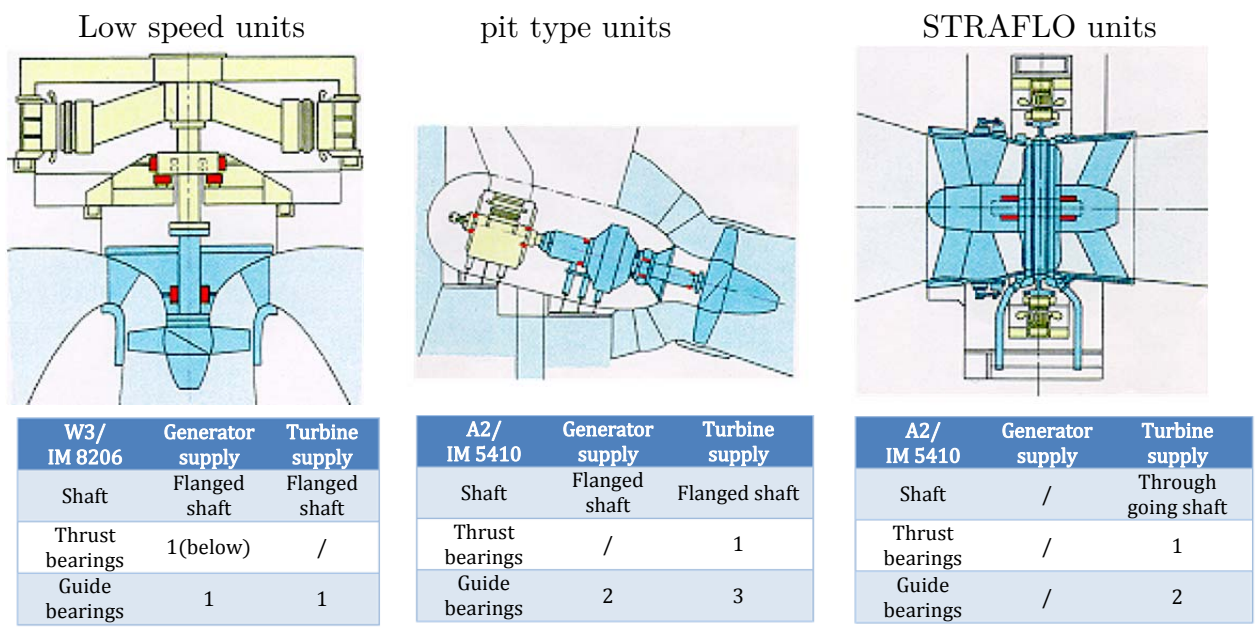 Low speed units
pit type units
STRAFLO units
W3/ Generator Turbine
IM 8206 supply supply
Shaft Flanged shaft Flanged shaft
Thrust bearings 1(below) /
Guide bearings 1 1
A2/ Generator Turbine
IM 5410 supply supply
Shaft Flanged shaft Flanged shaft
Thrust bearings / 1
Guide bearings 2 3
A2/ Generator Turbine
IM 5410 supply supply
Shaft / Through going shaft
Thrust bearings / 1
Guide bearings / 2